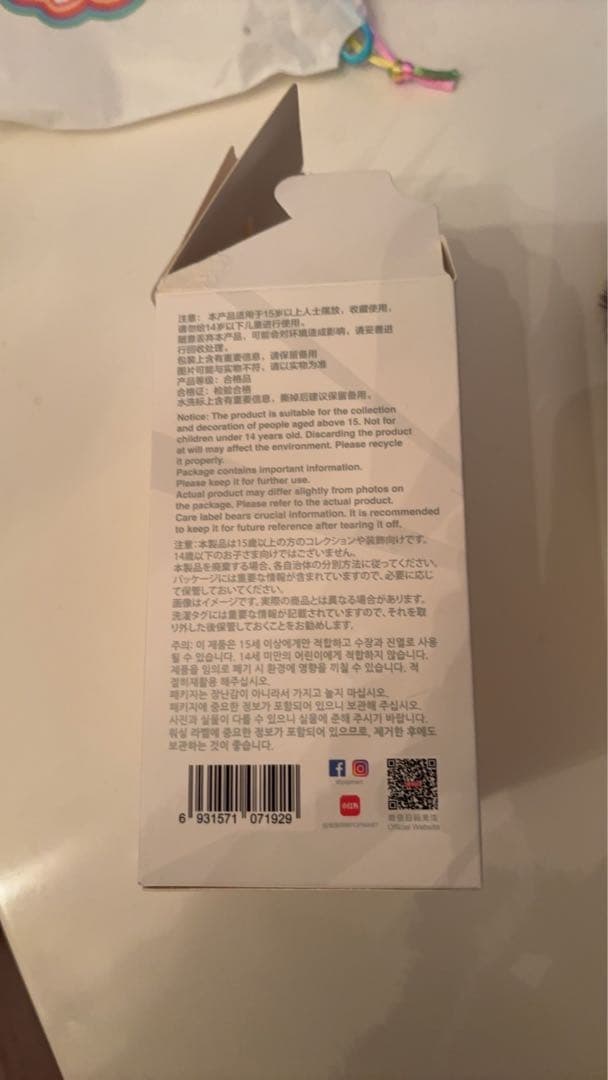 注意： 本产品适用于15岁以上人士摆放，收藏使用，
请勿给14岁以下儿童进行使用。
随意丢弃本产品，可能会对环境造成影响，请妥善进
行回收处理。
包装上含有重要信息，请保留备用
图片可能与实物不符，请以实物为准
产品等级：合格品
合格证：检验合格
水洗标上含有重要信息，撕掉后建议保留备用。
Notice: The product is suitable for the collection
and decoration of people aged above 15. Not for
children under 14 years old. Discarding the product
at will may affect the environment. Please recycle
it properly.
Package contains important information.
Please keep it for further use.
Actual product may differ slightly from photos on
the package. Please refer to the actual product.
Care label bears crucial information. It is recommended
to keep it for future reference after tearing it off.
注意：本製品は15歳以上の方のコレクションや装飾向けです。
14歳以下のお子さま向けではございません。
本製品を廃棄する場合、各自治体の分別方法に従ってください。
パッケージには重要な情報が含まれていますので、必要に応じ
て保管しておいてください。
画像はイメージです。実際の商品とは異なる場合があります。
洗濯タグには重要な情報が記載されていますので、それを取
り外した後保管しておくことをお勧めします。
주의: 이 제품은 15세 이상에게만 적합하고 수장과 진열로 사용
될 수 있습니다. 14세 미만의 어린이에게 적합하지 않습니다.
제품을 임의로 폐기 시 환경에 영향을 끼칠 수 있습니다. 적
절히재활용 해주십시오.
패키지는 장난감이 아니라서 가지고 놀지 마십시오.
패키지에 중요한 정보가 포함되어 있으니 보관해 주십시오.
사진과 실물이 다를 수 있으니 실물에 준해 주시기 바랍니다.
워싱 라벨에 중요한 정보가 포함되어 있으므로, 제거한 후에도
보관하는 것이 좋습니다.
6 931571 071929
小红书
Official Website